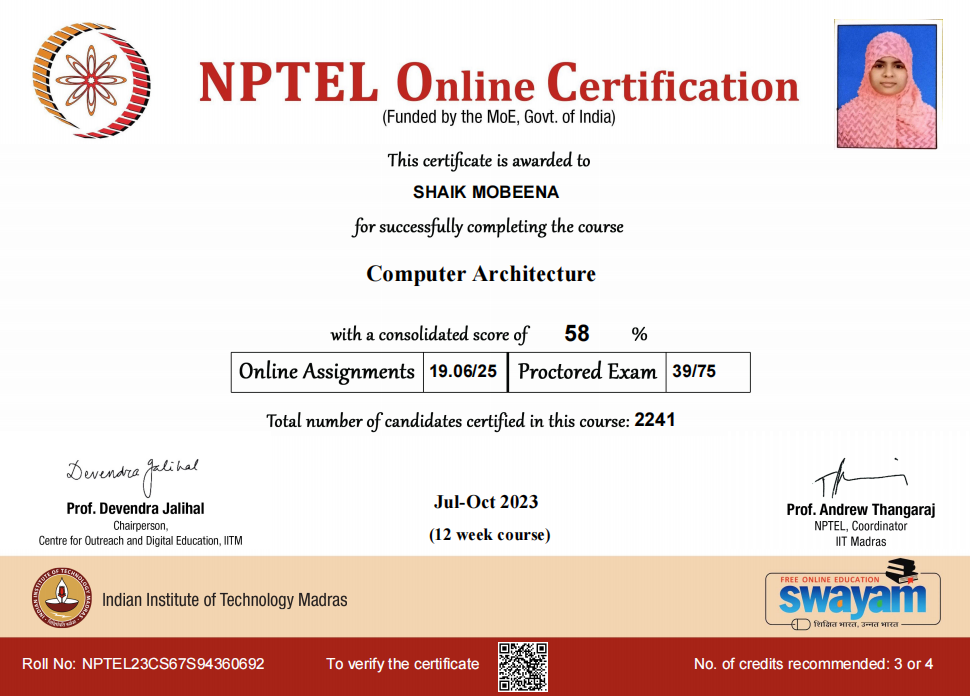 NPTEL Online Certification
(Funded by the MoE, Govt. of India)
This certificate is awarded to
SHAIK MOBEENA
for successfully completing the course
Computer Architecture
with a consolidated score of 58 %
Online Assignments 19.06/25 Proctored Exam 39/75
Total number of candidates certified in this course: 2241
Devendra Jalihal
Prof. Devendra Jalihal
Chairperson,
Centre for Outreach and Digital Education, IITM
Jul-Oct 2023
(12 week course)
Prof. Andrew Thangaraj
NPTEL, Coordinator
IIT Madras
INDIAN INSTITUTE OF TECHNOLOGY MADRAS
Indian Institute of Technology Madras
FREE ONLINE EDUCATION
swayam
शिक्षित भारत, उन्नत भारत
Roll No: NPTEL23CS67S94360692
To verify the certificate
No. of credits recommended: 3 or 4